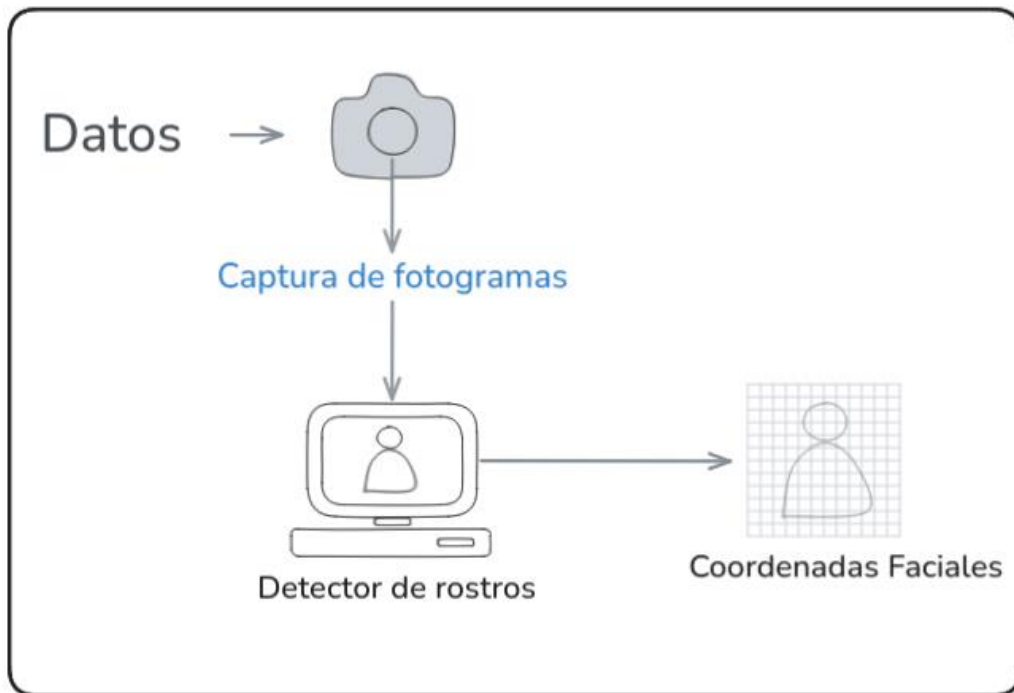 Datos
Captura de fotogramas
Detector de rostros
Coordenadas Faciales